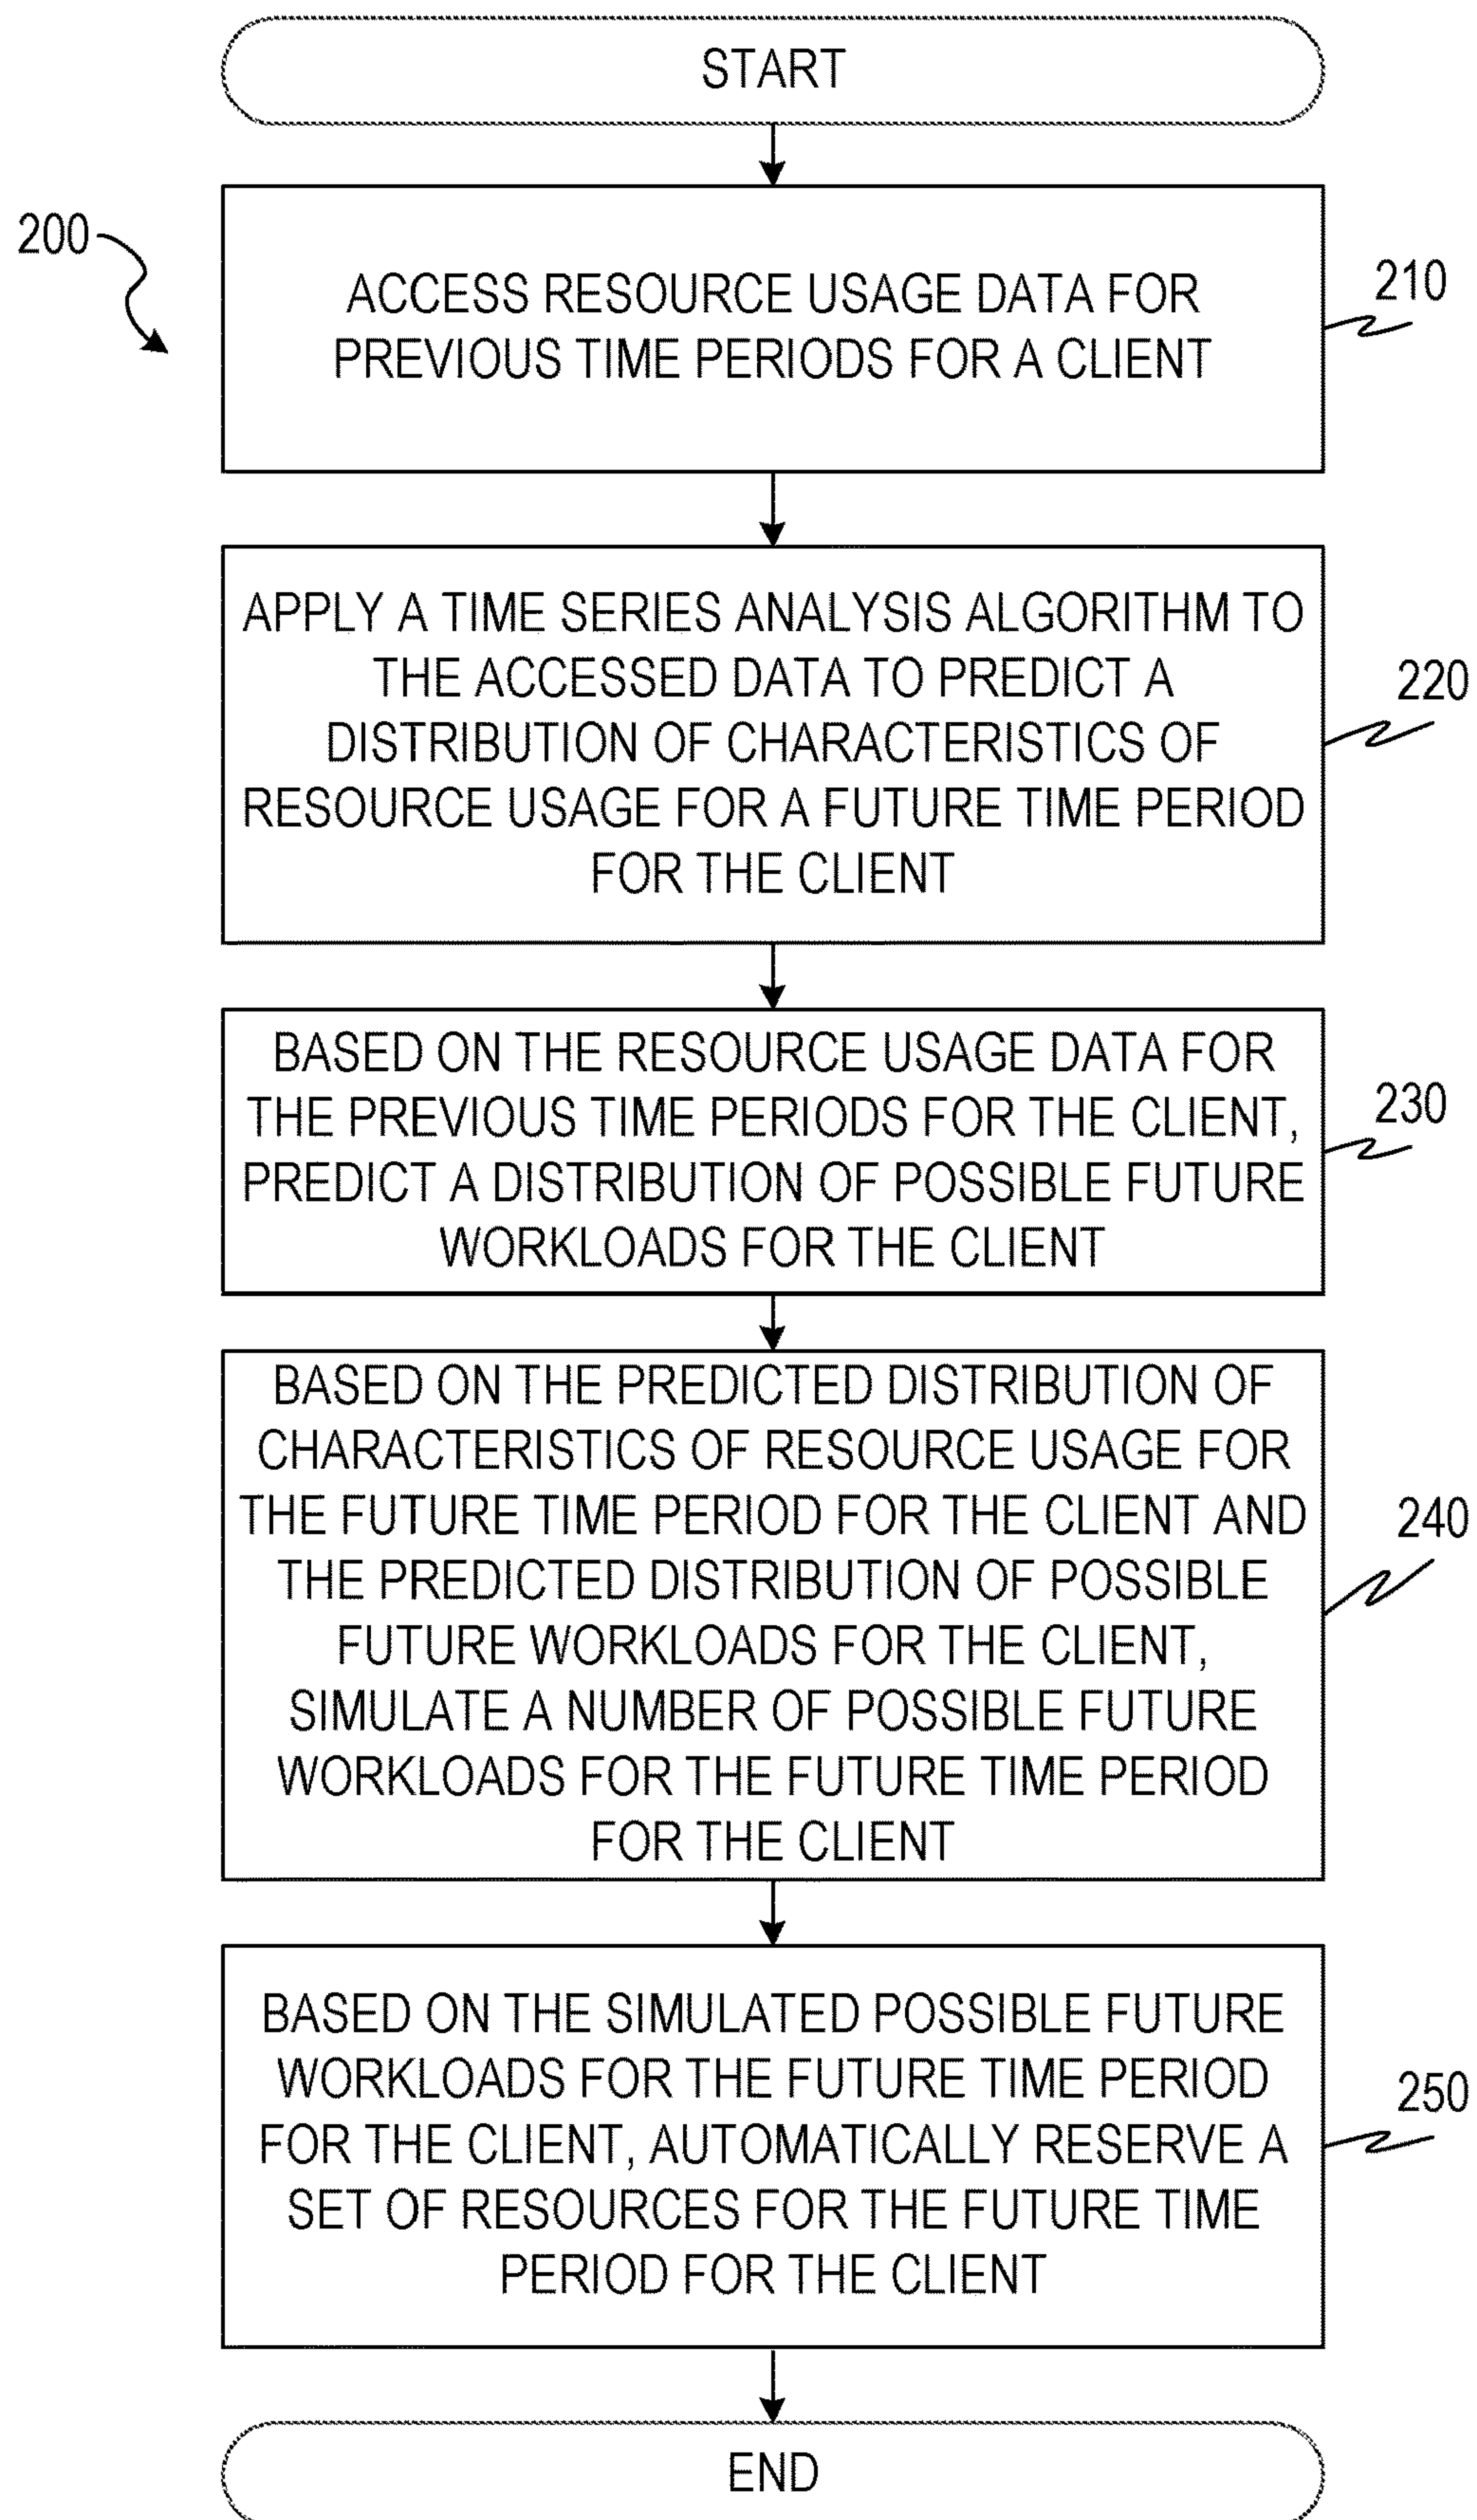 START
200
ACCESS RESOURCE USAGE DATA FOR
PREVIOUS TIME PERIODS FOR A CLIENT
210
APPLY A TIME SERIES ANALYSIS ALGORITHM TO
THE ACCESSED DATA TO PREDICT A
DISTRIBUTION OF CHARACTERISTICS OF
RESOURCE USAGE FOR A FUTURE TIME PERIOD
FOR THE CLIENT
220
BASED ON THE RESOURCE USAGE DATA FOR
THE PREVIOUS TIME PERIODS FOR THE CLIENT,
PREDICT A DISTRIBUTION OF POSSIBLE FUTURE
WORKLOADS FOR THE CLIENT
230
BASED ON THE PREDICTED DISTRIBUTION OF
CHARACTERISTICS OF RESOURCE USAGE FOR
THE FUTURE TIME PERIOD FOR THE CLIENT AND
THE PREDICTED DISTRIBUTION OF POSSIBLE
FUTURE WORKLOADS FOR THE CLIENT,
SIMULATE A NUMBER OF POSSIBLE FUTURE
WORKLOADS FOR THE FUTURE TIME PERIOD
FOR THE CLIENT
240
BASED ON THE SIMULATED POSSIBLE FUTURE
WORKLOADS FOR THE FUTURE TIME PERIOD
FOR THE CLIENT, AUTOMATICALLY RESERVE A
SET OF RESOURCES FOR THE FUTURE TIME
PERIOD FOR THE CLIENT
250
END